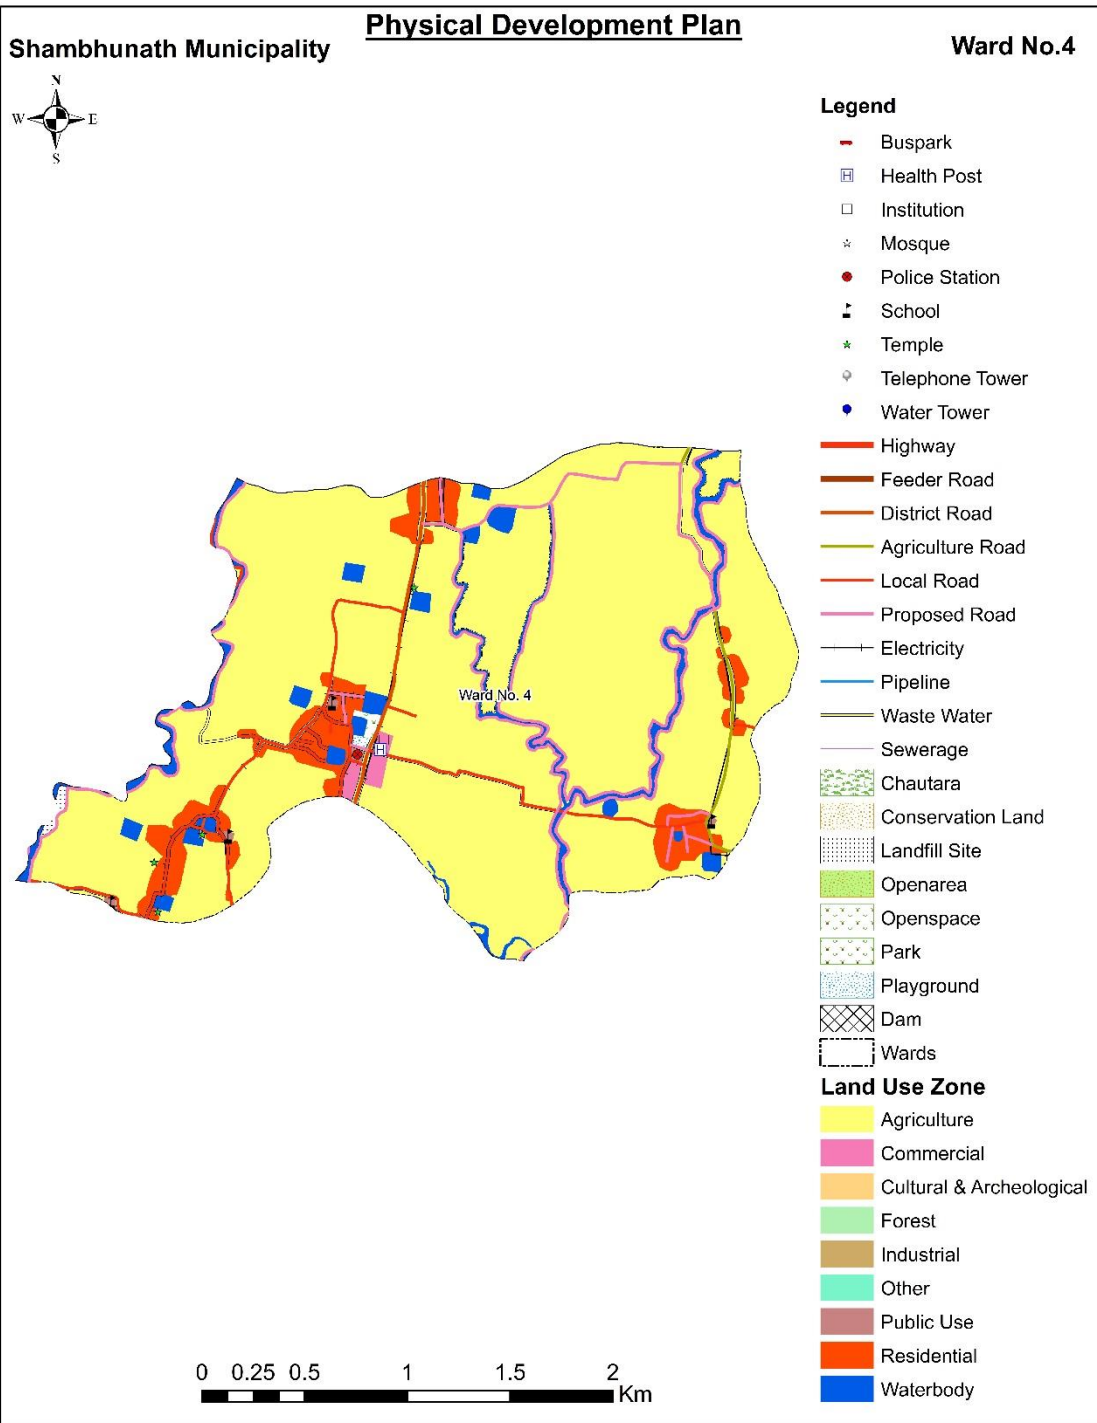 Physical Development Plan
Shambhunath Municipality
Ward No.4
N
W E
S
Legend
Buspark
H Health Post
Institution
Mosque
Police Station
School
Temple
Telephone Tower
Water Tower
Highway
Feeder Road
District Road
Agriculture Road
Local Road
Proposed Road
Electricity
Pipeline
Waste Water
Sewerage
Chautara
Conservation Land
Landfill Site
Openarea
Openspace
Park
Playground
Dam
Wards
Land Use Zone
Agriculture
Commercial
Cultural & Archeological
Forest
Industrial
Other
Public Use
Residential
Waterbody
Ward No. 4
H
0 0.25 0.5 1 1.5 2
Km